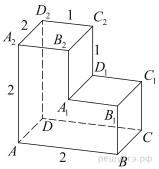 D₂ 1 C₂
2
A₂ B₂ 1
D₁
2 C₁
A₁ B₁
D C
A 2 B
решуегэ.рф